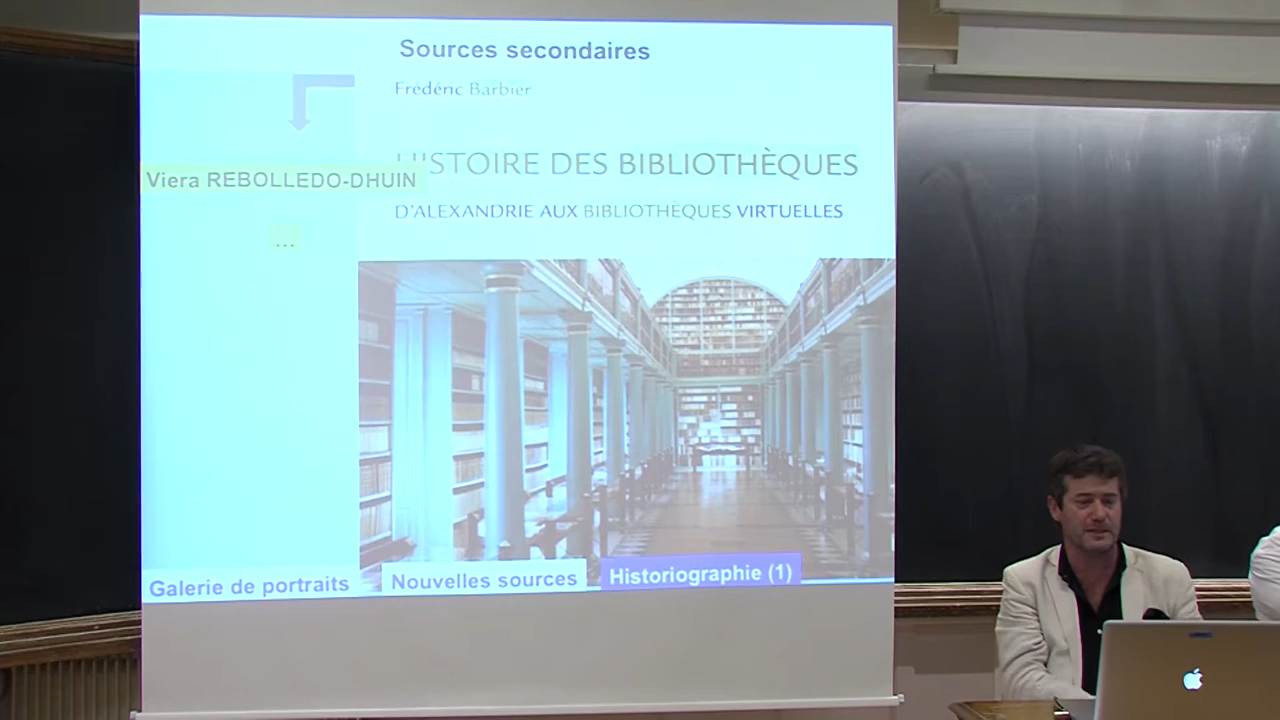 Sources secondaires
Frédéric Barbier
HISTOIRE DES BIBLIOTHÈQUES
Viera REBOLLEDO-DHUIN
D'ALEXANDRIE AUX BIBLIOTHÈQUES VIRTUELLES
...
Galerie de portraits
Nouvelles sources
Historiographie (1)